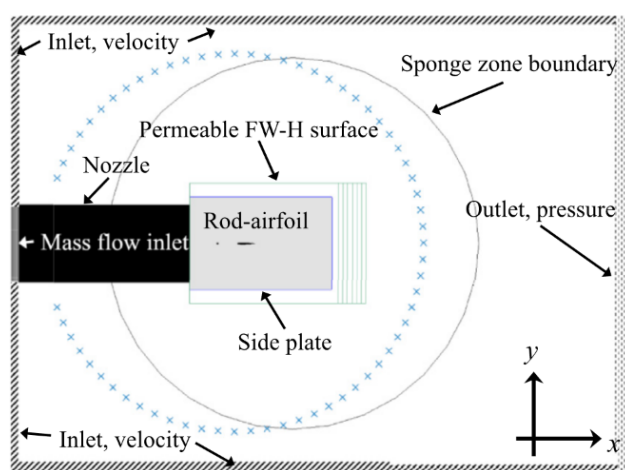 Inlet, velocity
Sponge zone boundary
Permeable FW-H surface
Nozzle
Rod-airfoil
Outlet, pressure
Mass flow inlet
Side plate
y
Inlet, velocity
x